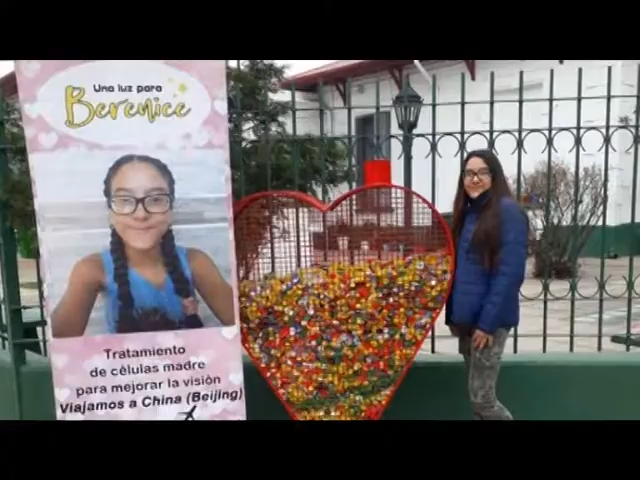 Una luz para
Berenice
Tratamiento
de células madre
para mejorar la visión
Viajamos a China (Beijing)